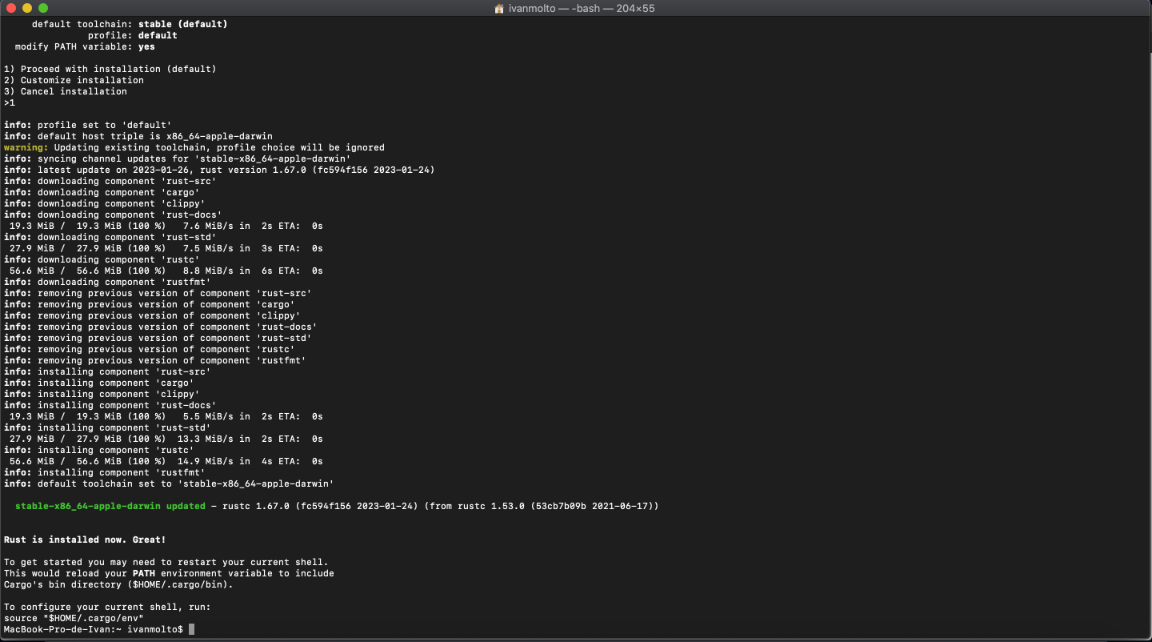 ivanmolto — -bash — 204×55
default toolchain: stable (default)
profile: default
modify PATH variable: yes
1) Proceed with installation (default)
2) Customize installation
3) Cancel installation
>1
info: profile set to 'default'
info: default host triple is x86_64-apple-darwin
warning: Updating existing toolchain, profile choice will be ignored
info: syncing channel updates for 'stable-x86_64-apple-darwin'
info: latest update on 2023-01-26, rust version 1.67.0 (fc594f156 2023-01-24)
info: downloading component 'rust-src'
info: downloading component 'cargo'
info: downloading component 'clippy'
info: downloading component 'rust-docs'
19.3 MiB / 19.3 MiB (100 %) 7.6 MiB/s in 2s ETA: 0s
info: downloading component 'rust-std'
27.9 MiB / 27.9 MiB (100 %) 7.5 MiB/s in 3s ETA: 0s
info: downloading component 'rustc'
56.6 MiB / 56.6 MiB (100 %) 8.8 MiB/s in 6s ETA: 0s
info: downloading component 'rustfmt'
info: removing previous version of component 'rust-src'
info: removing previous version of component 'cargo'
info: removing previous version of component 'clippy'
info: removing previous version of component 'rust-docs'
info: removing previous version of component 'rust-std'
info: removing previous version of component 'rustc'
info: removing previous version of component 'rustfmt'
info: installing component 'rust-src'
info: installing component 'cargo'
info: installing component 'clippy'
info: installing component 'rust-docs'
19.3 MiB / 19.3 MiB (100 %) 5.5 MiB/s in 2s ETA: 0s
info: installing component 'rust-std'
27.9 MiB / 27.9 MiB (100 %) 13.3 MiB/s in 2s ETA: 0s
info: installing component 'rustc'
56.6 MiB / 56.6 MiB (100 %) 14.9 MiB/s in 4s ETA: 0s
info: installing component 'rustfmt'
info: default toolchain set to 'stable-x86_64-apple-darwin'
stable-x86_64-apple-darwin updated - rustc 1.67.0 (fc594f156 2023-01-24) (from rustc 1.53.0 (53cb7b09b 2021-06-17))
Rust is installed now. Great!
To get started you may need to restart your current shell.
This would reload your PATH environment variable to include
Cargo's bin directory ($HOME/.cargo/bin).
To configure your current shell, run:
source "$HOME/.cargo/env"
MacBook-Pro-de-Ivan:~ ivanmolto$